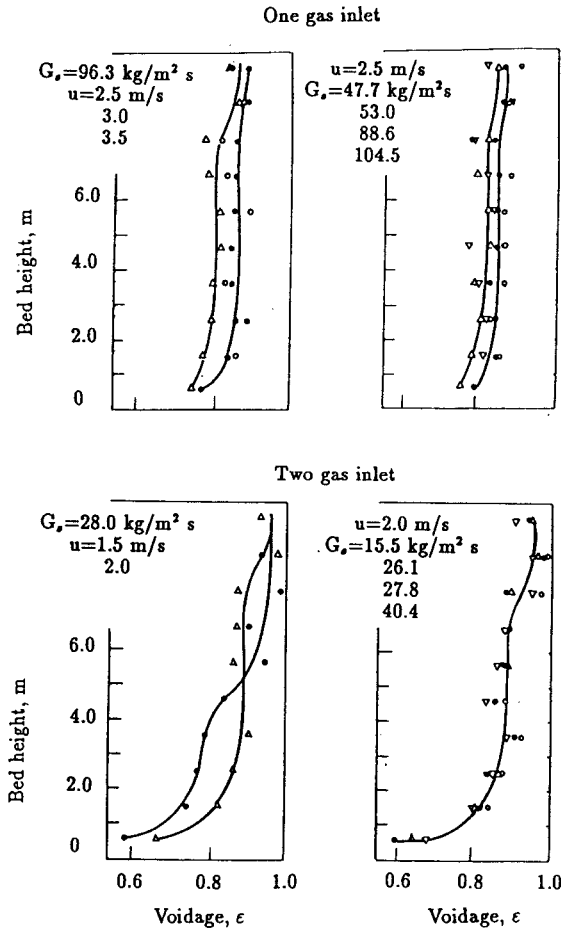 One gas inlet
Gₛ=96.3 kg/m² s
u=2.5 m/s
3.0
3.5
6.0
4.0
2.0
0
Bed height, m
u=2.5 m/s
Gₛ=47.7 kg/m²s
53.0
88.6
104.5
Two gas inlet
Gₛ=28.0 kg/m² s
u=1.5 m/s
2.0
6.0
4.0
2.0
0
Bed height, m
0.6 0.8 1.0
Voidage, ε
u=2.0 m/s
Gₛ=15.5 kg/m² s
26.1
27.8
40.4
0.6 0.8 1.0
Voidage, ε